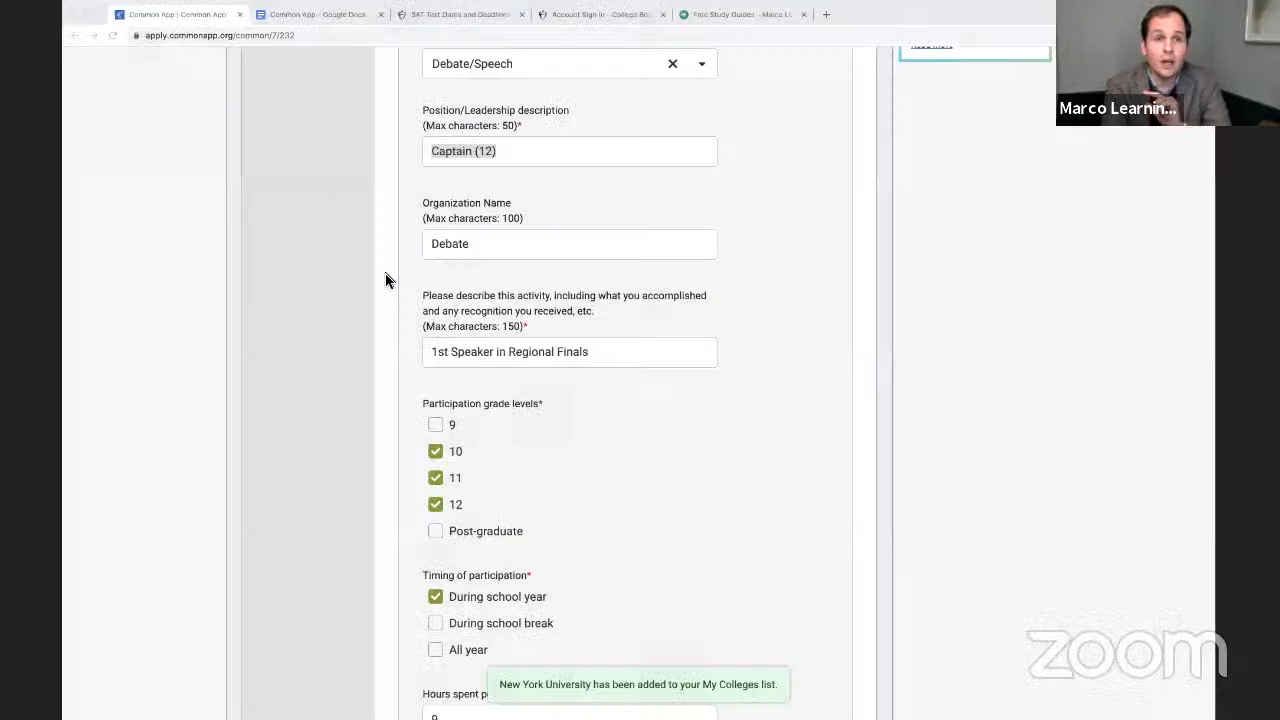 Common App | Common App
Common App - Google Docs
SAT Test Dates and Deadlines
Account Sign In - College Bo
Free Study Guides - Marco L
apply.commonapp.org/common/7/232
Read more
Marco Learnin...
Debate/Speech
Position/Leadership description
(Max characters: 50)*
Captain (12)
Organization Name
(Max characters: 100)
Debate
Please describe this activity, including what you accomplished
and any recognition you received, etc.
(Max characters: 150)*
1st Speaker in Regional Finals
Participation grade levels*
9
10
11
12
Post-graduate
Timing of participation*
During school year
During school break
All year
Hours spent p
New York University has been added to your My Colleges list.
zoom